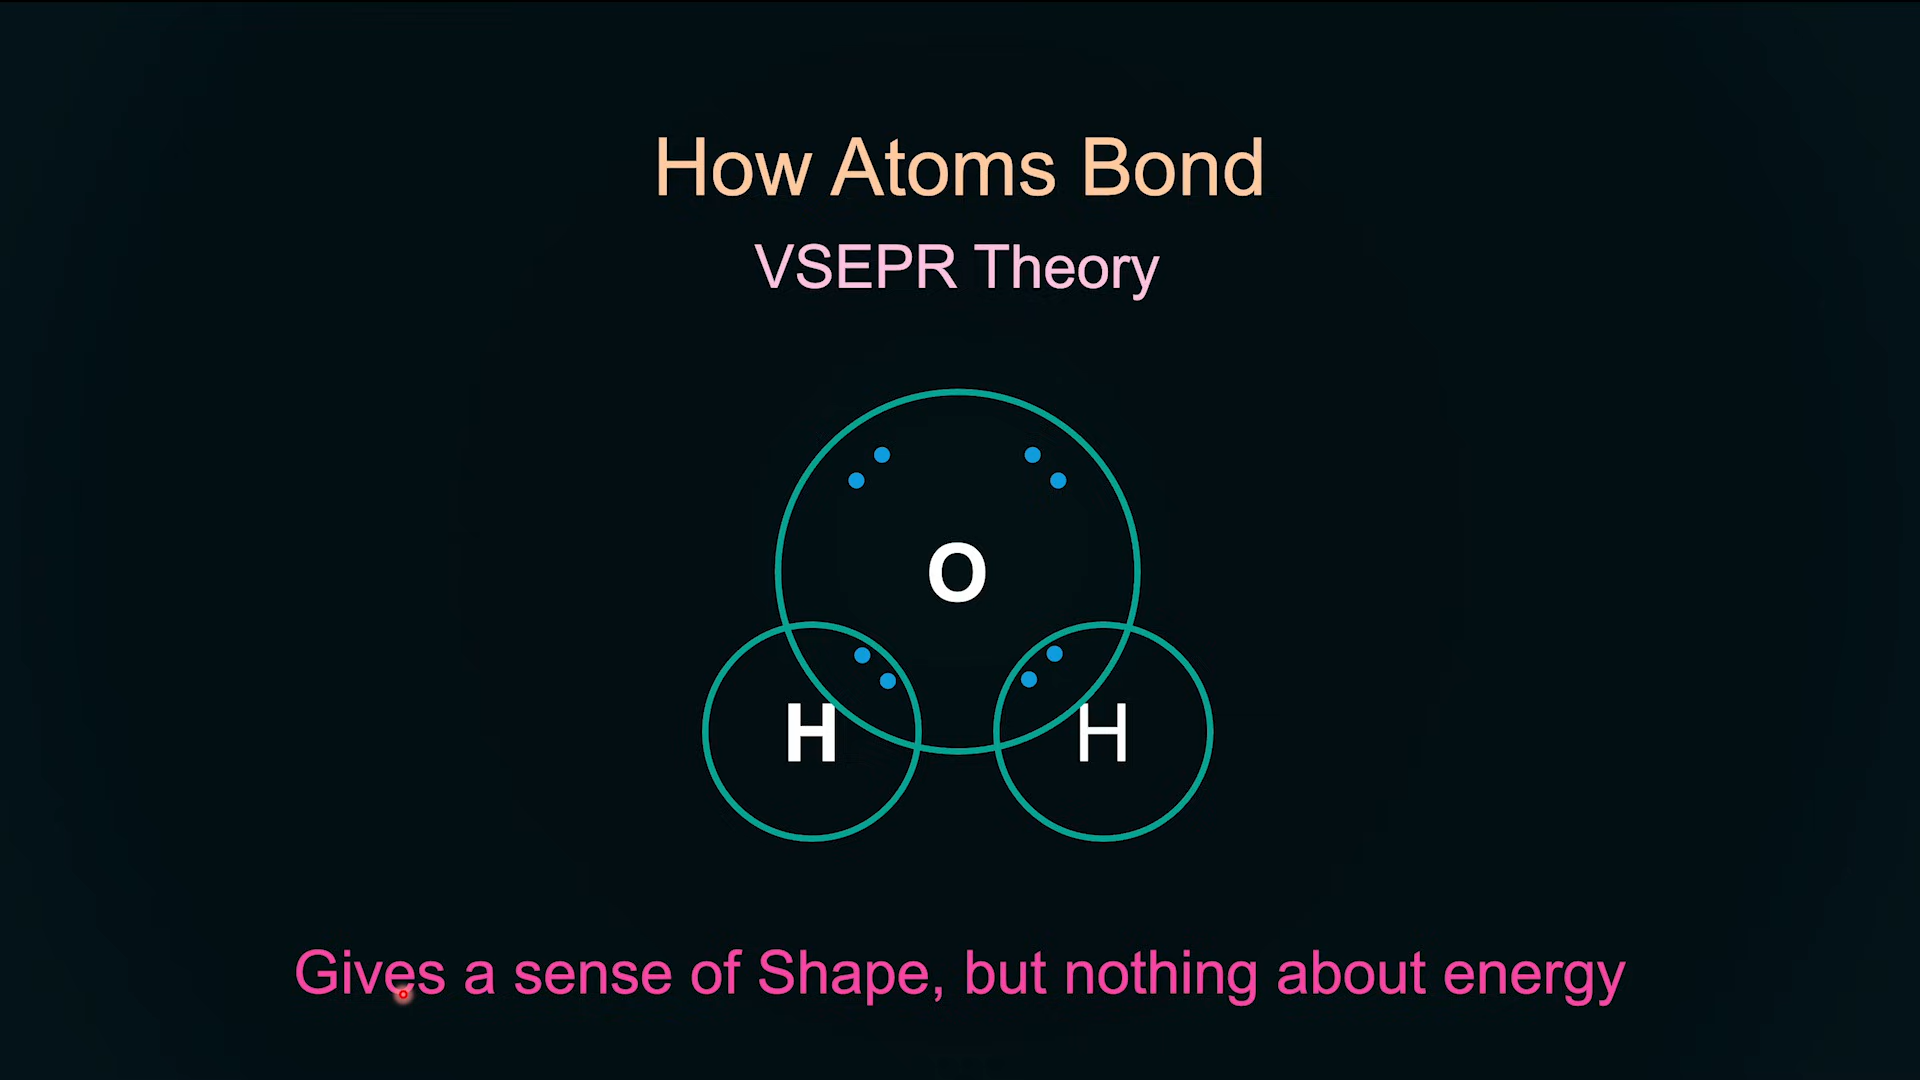 How Atoms Bond
VSEPR Theory
O
H H
Gives a sense of Shape, but nothing about energy